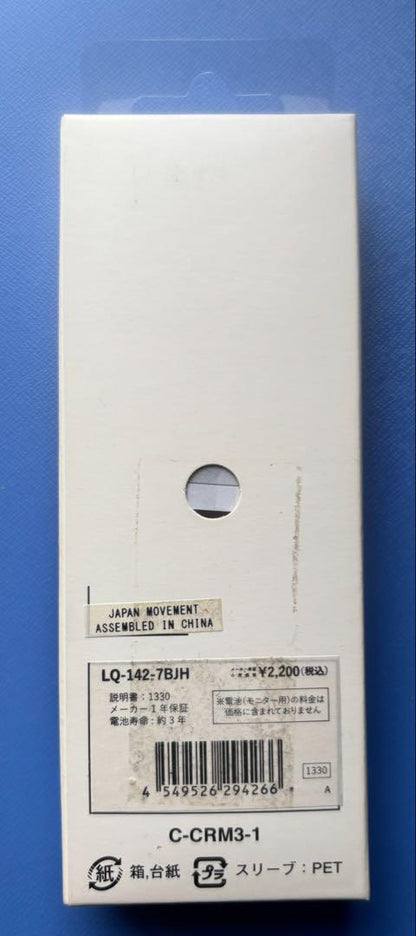 JAPAN MOVEMENT
ASSEMBLED IN CHINA
LQ-142-7BJH ¥2,200(税込)
説明書:1330
メーカー1年保証
電池寿命:約3年
※電池(モニター用)の料金は
価格に含まれておりません
1330
4 549526 294266
A
C-CRM3-1
紙 箱,台紙 プラ スリーブ:PET